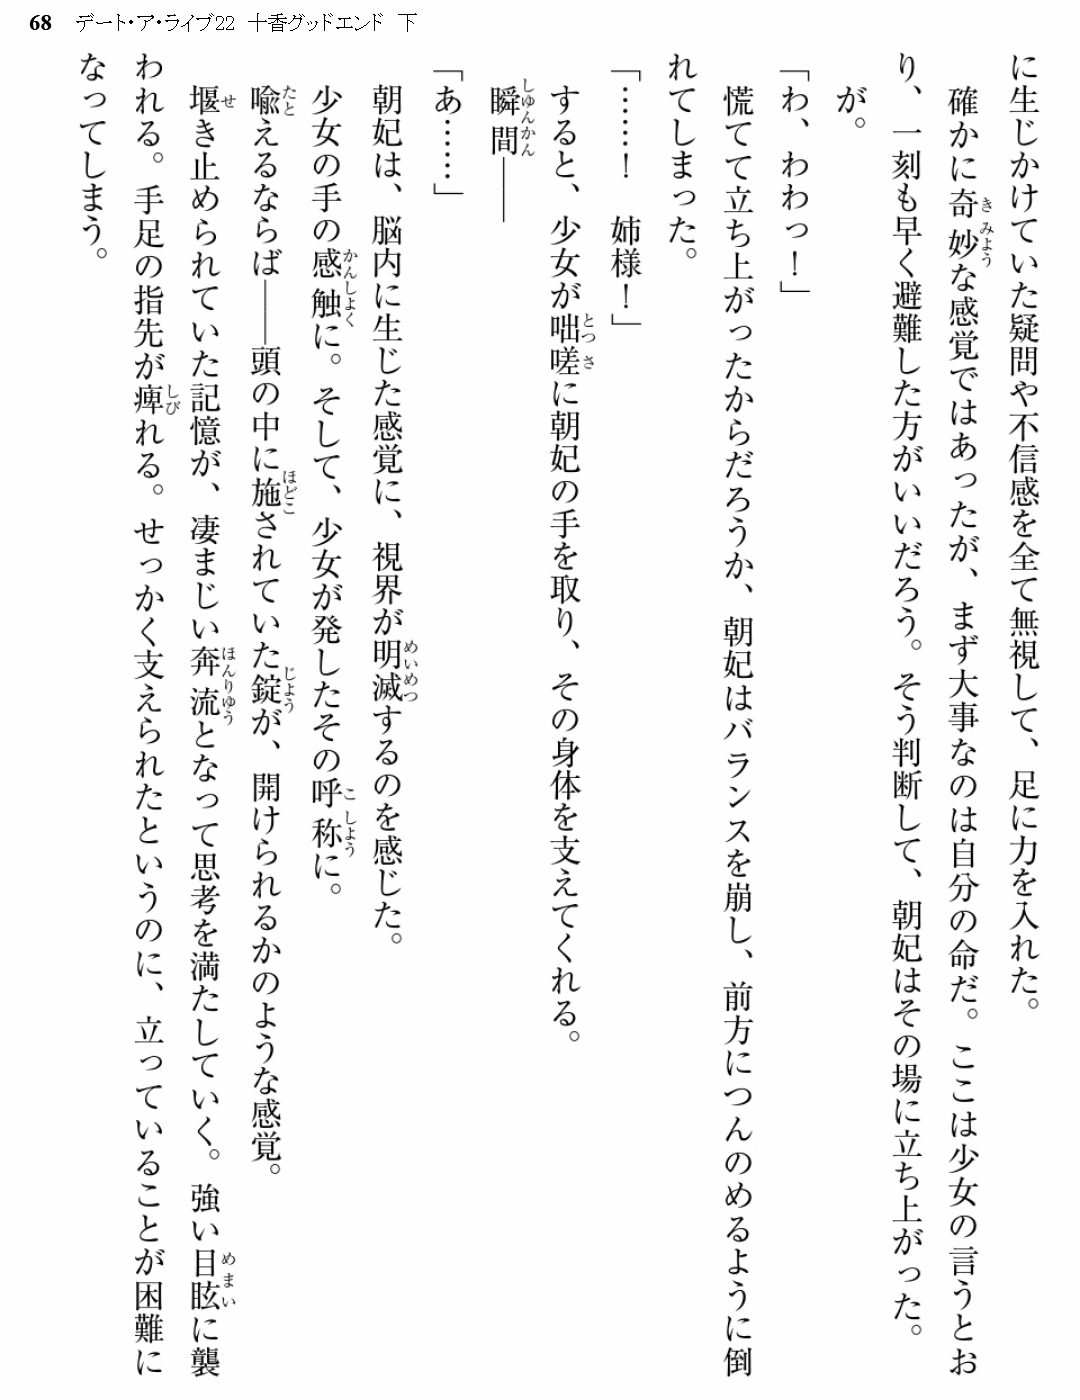 68 デート・ア・ライブ22 十香グッドエンド 下
に生じかけていた疑問や不信感を全て無視して、足に力を入れた。
確かに奇妙な感覚ではあったが、まず大事なのは自分の命だ。ここは少女の言うとお
り、一刻も早く避難した方がいいだろう。そう判断して、朝妃はその場に立ち上がった。
が。
「わ、わわっ！」
慌てて立ち上がったからだろうか、朝妃はバランスを崩し、前方につんのめるように倒
れてしまった。
「……！　姉様！」
すると、少女が咄嗟に朝妃の手を取り、その身体を支えてくれる。
瞬間――
「あ……」
朝妃は、脳内に生じた感覚に、視界が明滅するのを感じた。
少女の手の感触に。そして、少女が発したその呼称に。
喩えるならば――頭の中に施されていた錠が、開けられるかのような感覚。
堰き止められていた記憶が、凄まじい奔流となって思考を満たしていく。強い目眩に襲
われる。手足の指先が痺れる。せっかく支えられたというのに、立っていることが困難に
なってしまう。